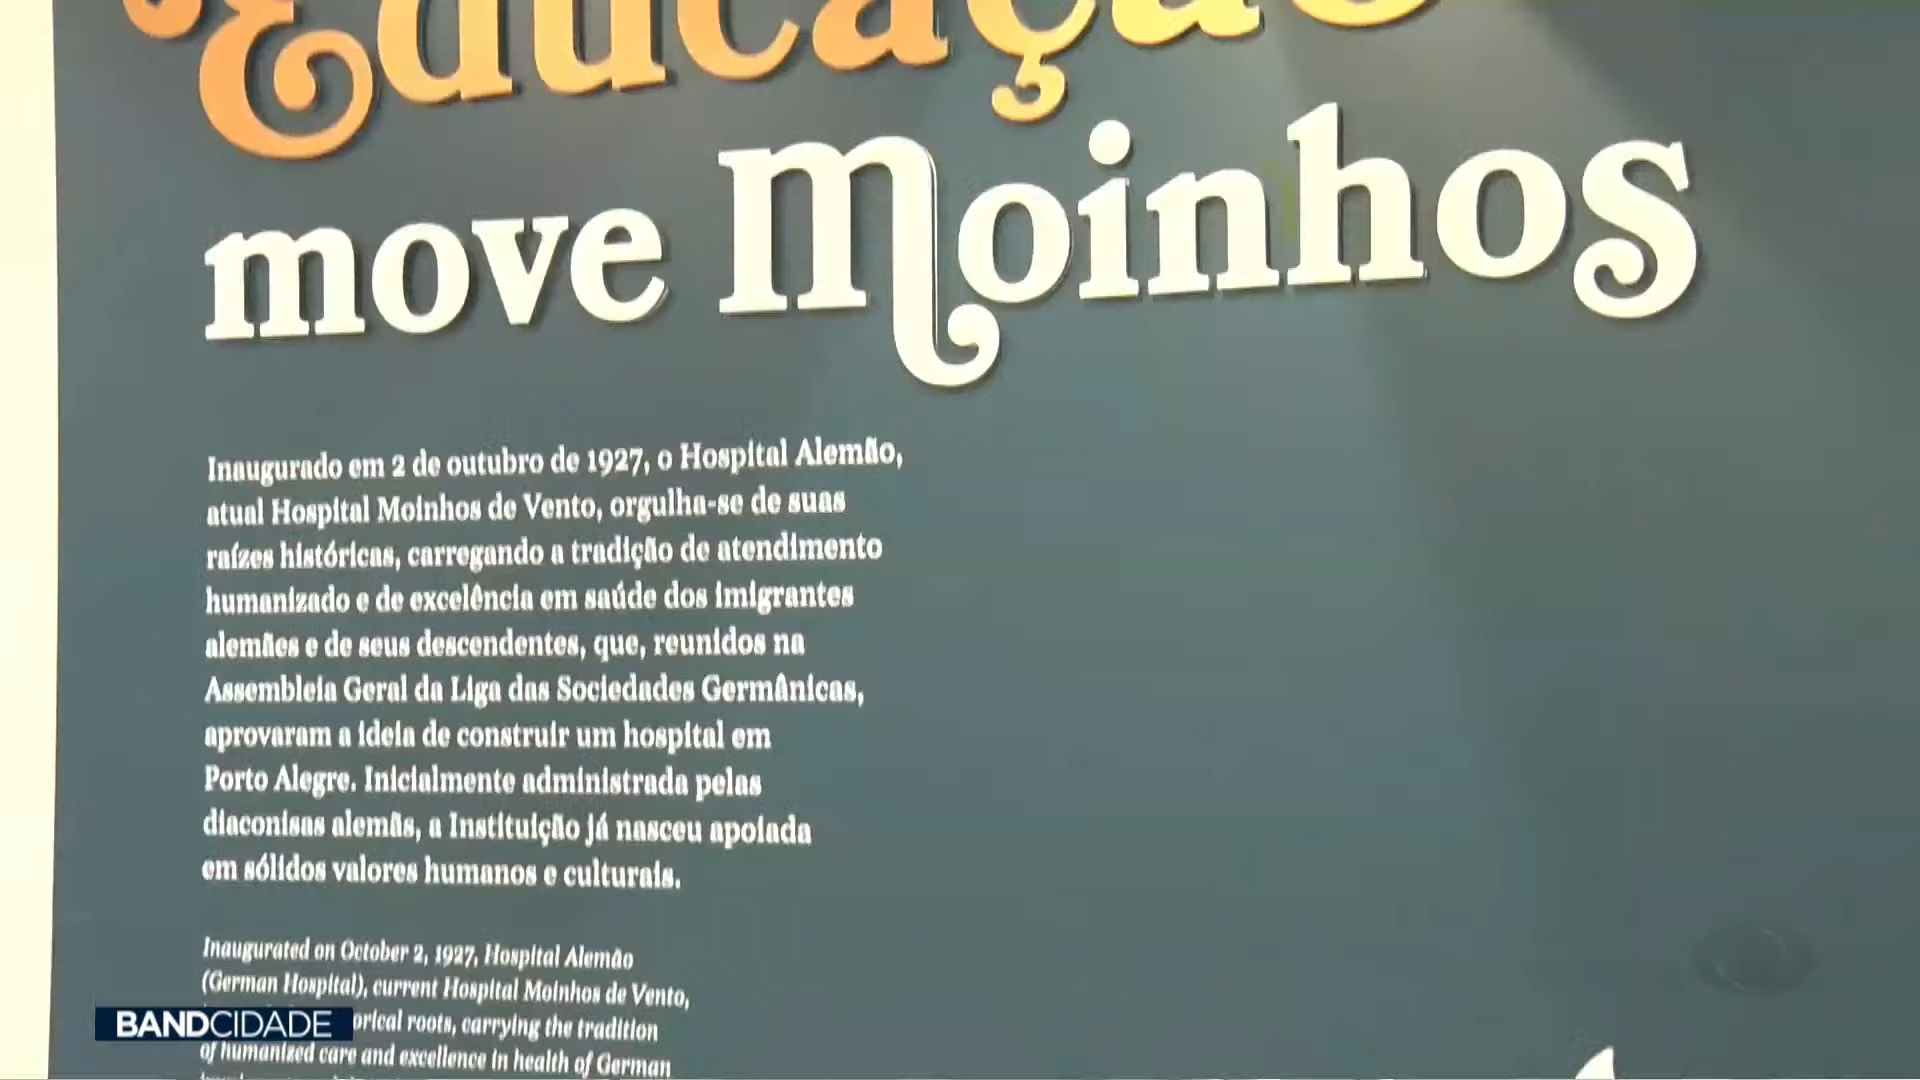 Educação
move Moinhos
Inaugurado em 2 de outubro de 1927, o Hospital Alemão,
atual Hospital Moinhos de Vento, orgulha-se de suas
raízes históricas, carregando a tradição de atendimento
humanizado e de excelência em saúde dos imigrantes
alemães e de seus descendentes, que, reunidos na
Assembleia Geral da Liga das Sociedades Germânicas,
aprovaram a ideia de construir um hospital em
Porto Alegre. Inicialmente administrada pelas
diaconisas alemãs, a Instituição já nasceu apoiada
em sólidos valores humanos e culturais.
Inaugurated on October 2, 1927, Hospital Alemão
(German Hospital), current Hospital Moinhos de Vento,
BANDCIDADE orical roots, carrying the tradition
of humanized care and excellence in health of German